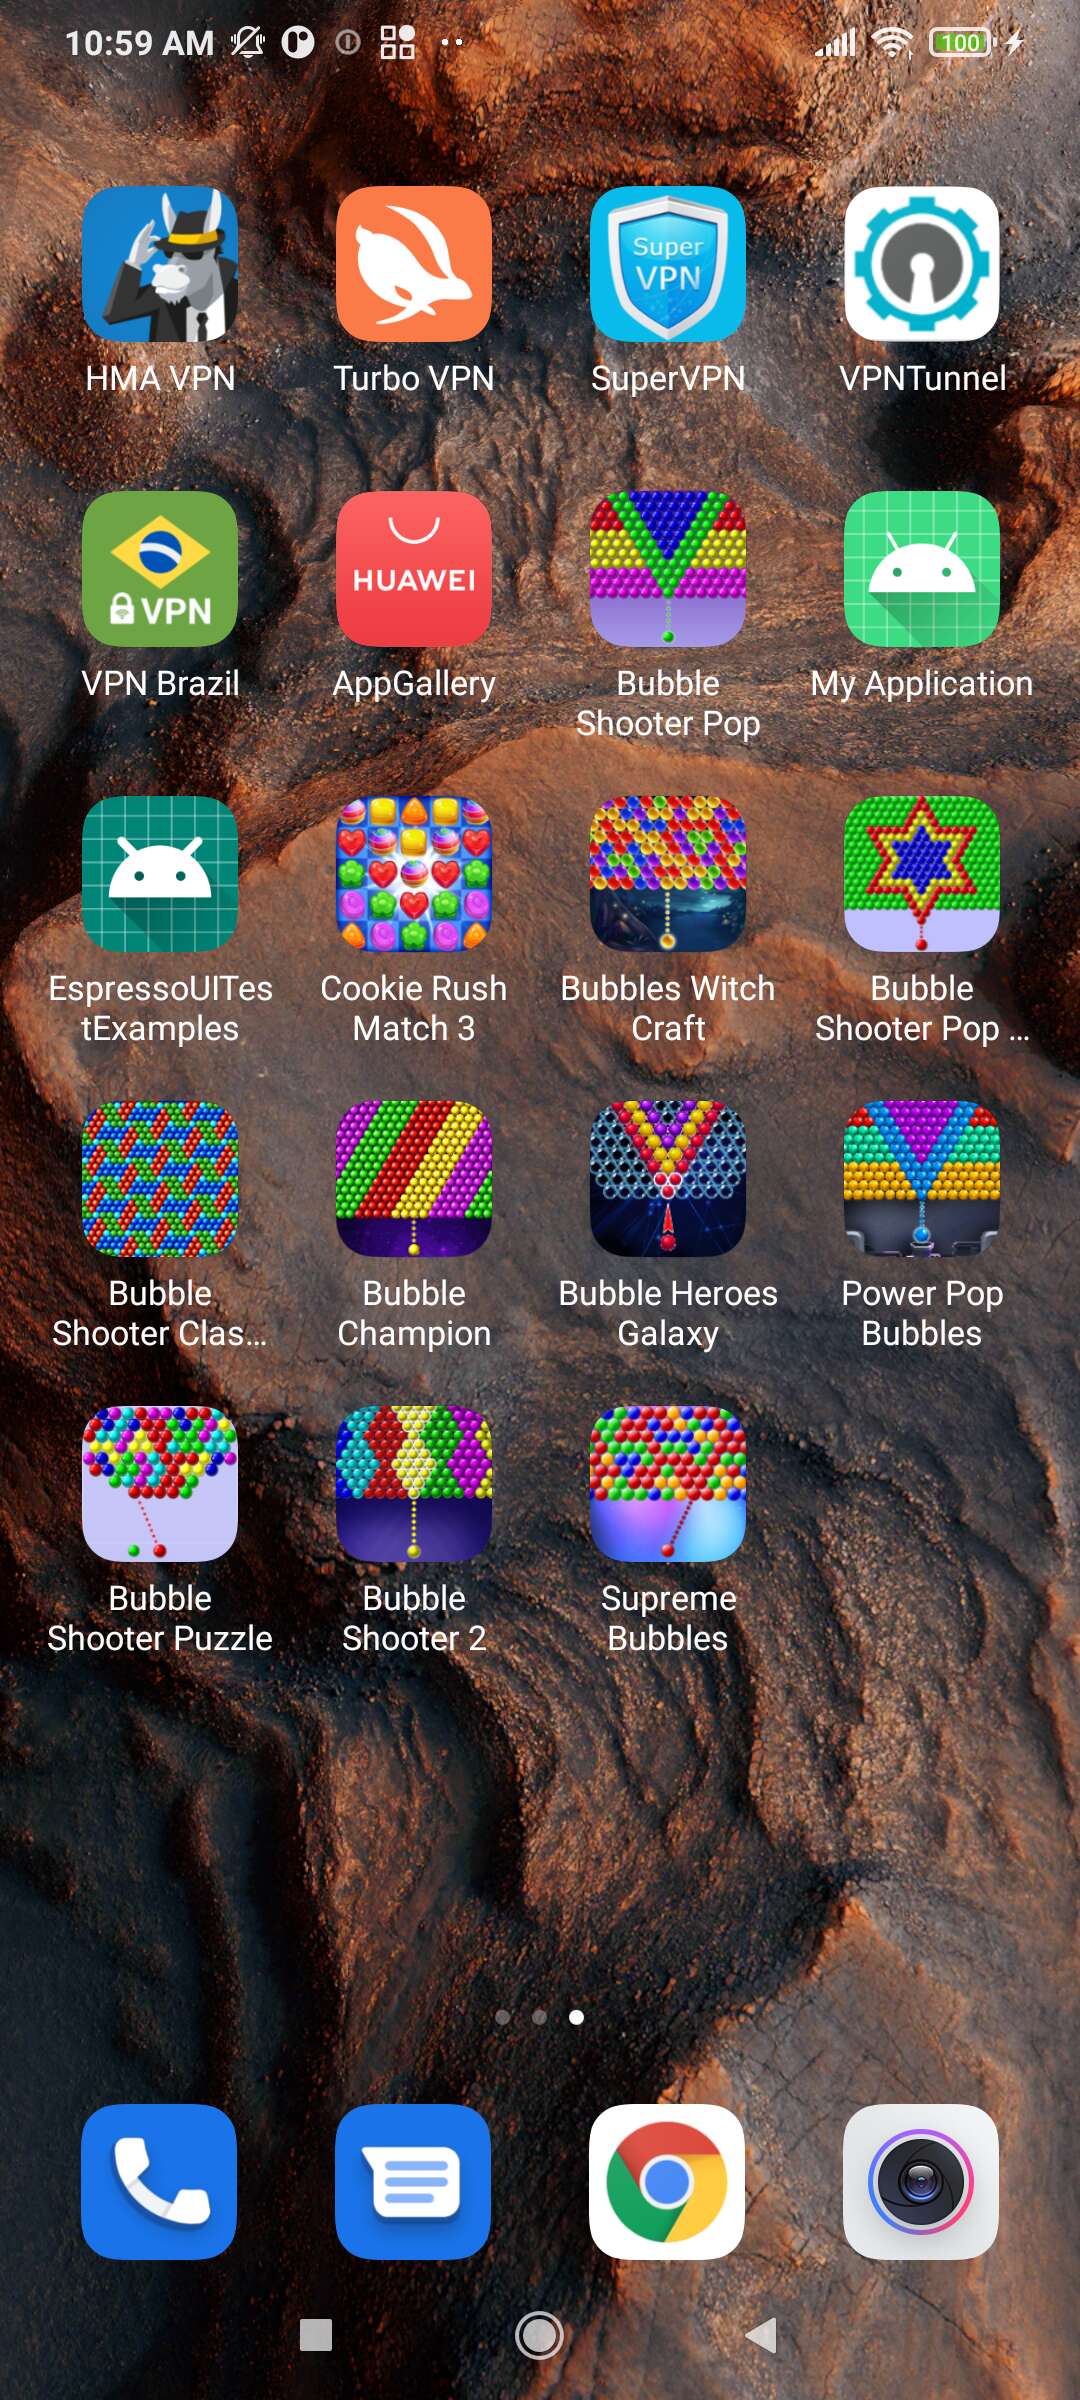 10:59 AM
100
Super
VPN
HMA VPN
Turbo VPN
SuperVPN
VPNTunnel
VPN
HUAWEI
VPN Brazil
AppGallery
Bubble
Shooter Pop
My Application
EspressoUITes
tExamples
Cookie Rush
Match 3
Bubbles Witch
Craft
Bubble
Shooter Pop ...
Bubble
Shooter Clas...
Bubble
Champion
Bubble Heroes
Galaxy
Power Pop
Bubbles
Bubble
Shooter Puzzle
Bubble
Shooter 2
Supreme
Bubbles